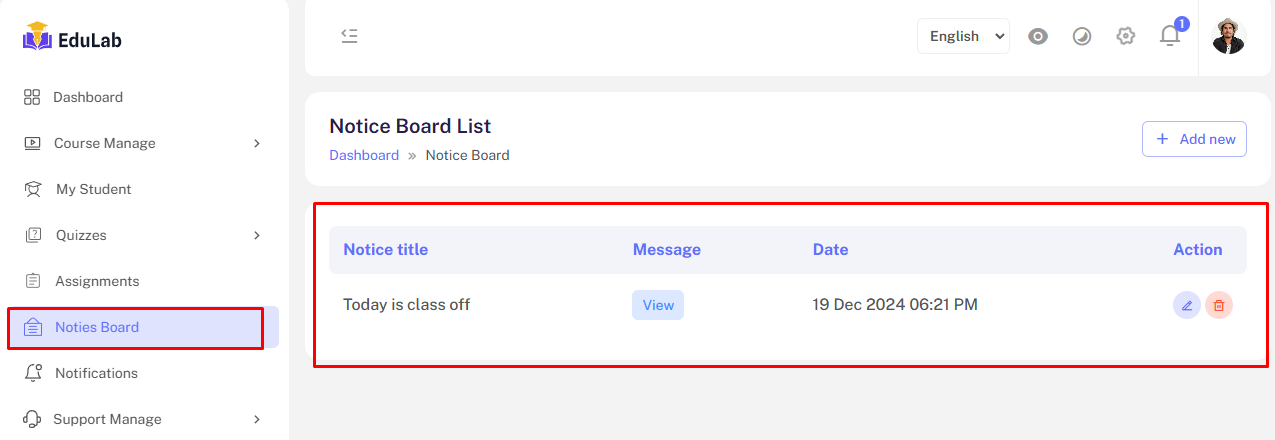 EduLab
Dashboard
Course Manage
My Student
Quizzes
Assignments
Noties Board
Notifications
Support Manage
English
1
Notice Board List
Dashboard » Notice Board
+ Add new
Notice title Message Date Action
Today is class off View 19 Dec 2024 06:21 PM